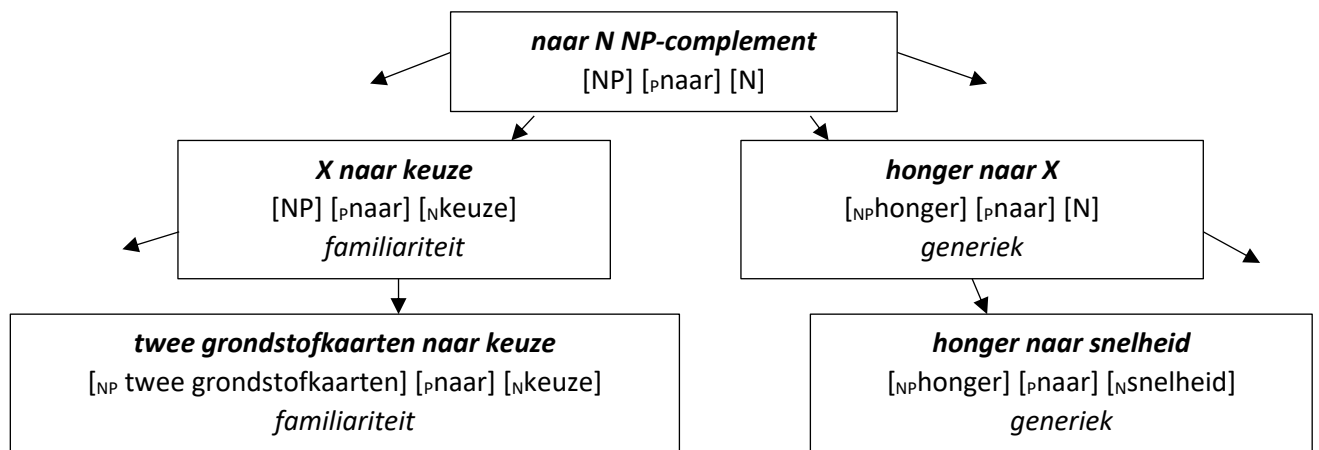 naar N NP-complement
[NP] [Pnaar] [N]
X naar keuze
[NP] [Pnaar] [Nkeuze]
familiariteit
honger naar X
[NPhonger] [Pnaar] [N]
generiek
twee grondstofkaarten naar keuze
[NP twee grondstofkaarten] [Pnaar] [Nkeuze]
familiariteit
honger naar snelheid
[NPhonger] [Pnaar] [Nsnelheid]
generiek